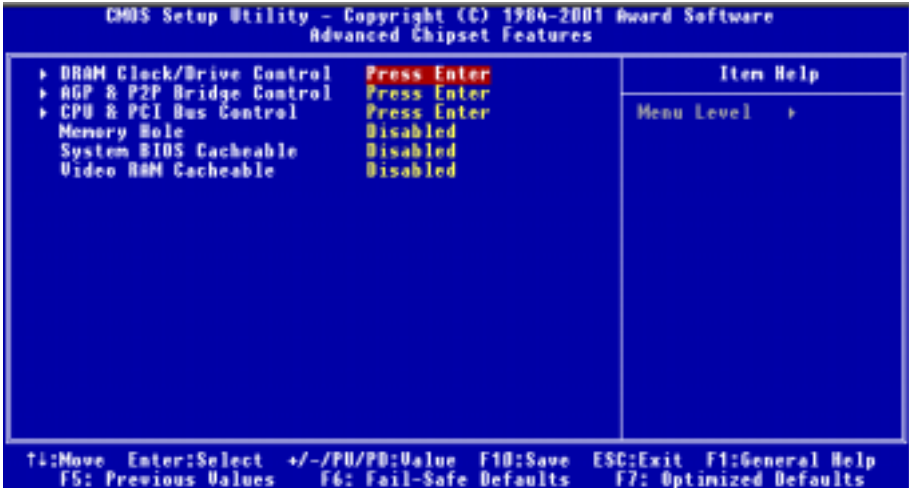 CMOS Setup Utility - Copyright (C) 1984-2001 Award Software
Advanced Chipset Features
DRAM Clock/Drive Control Press Enter
AGP & P2P Bridge Control Press Enter
CPU & PCI Bus Control Press Enter
Memory Hole Disabled
System BIOS Cacheable Disabled
Video RAM Cacheable Disabled
Item Help
Menu Level
↑↓:Move Enter:Select +/-/PU/PD:Value F10:Save ESC:Exit F1:General Help
F5: Previous Values F6: Fail-Safe Defaults F7: Optimized Defaults